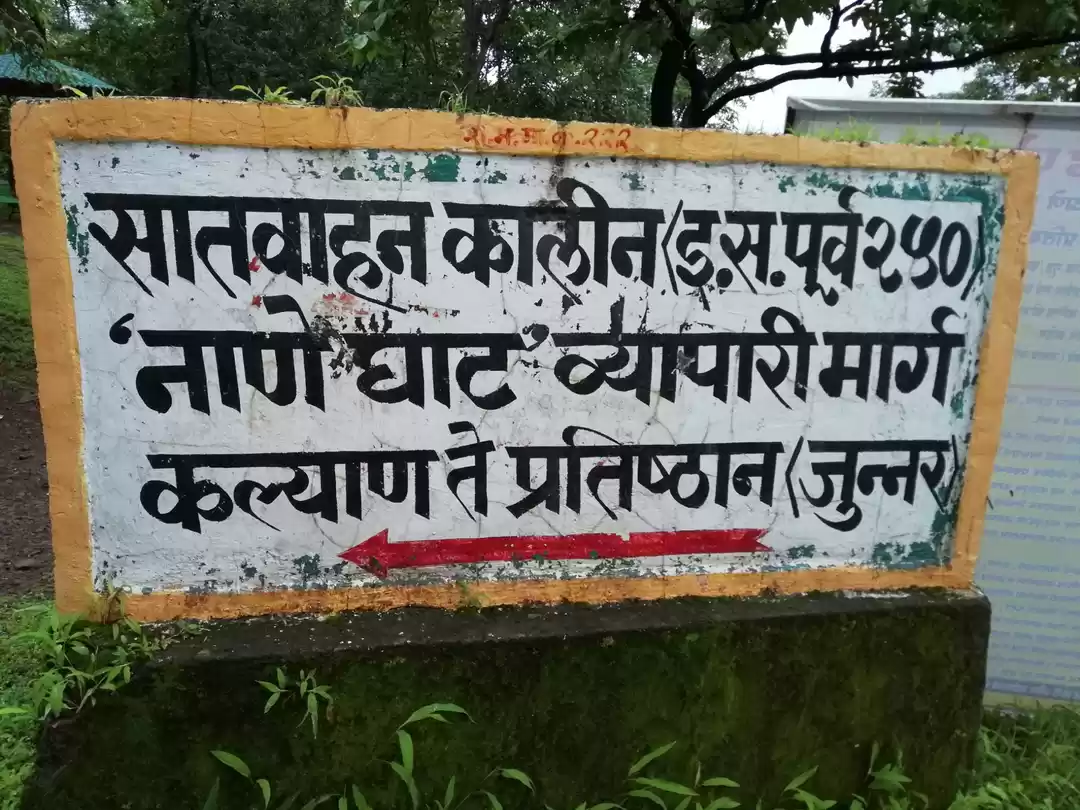 सातवाहन कालीन (इ.स.पूर्व २५०)
'नाणे घाट' व्यापारी मार्ग
कल्याण ते प्रतिष्ठान (जुन्नर)